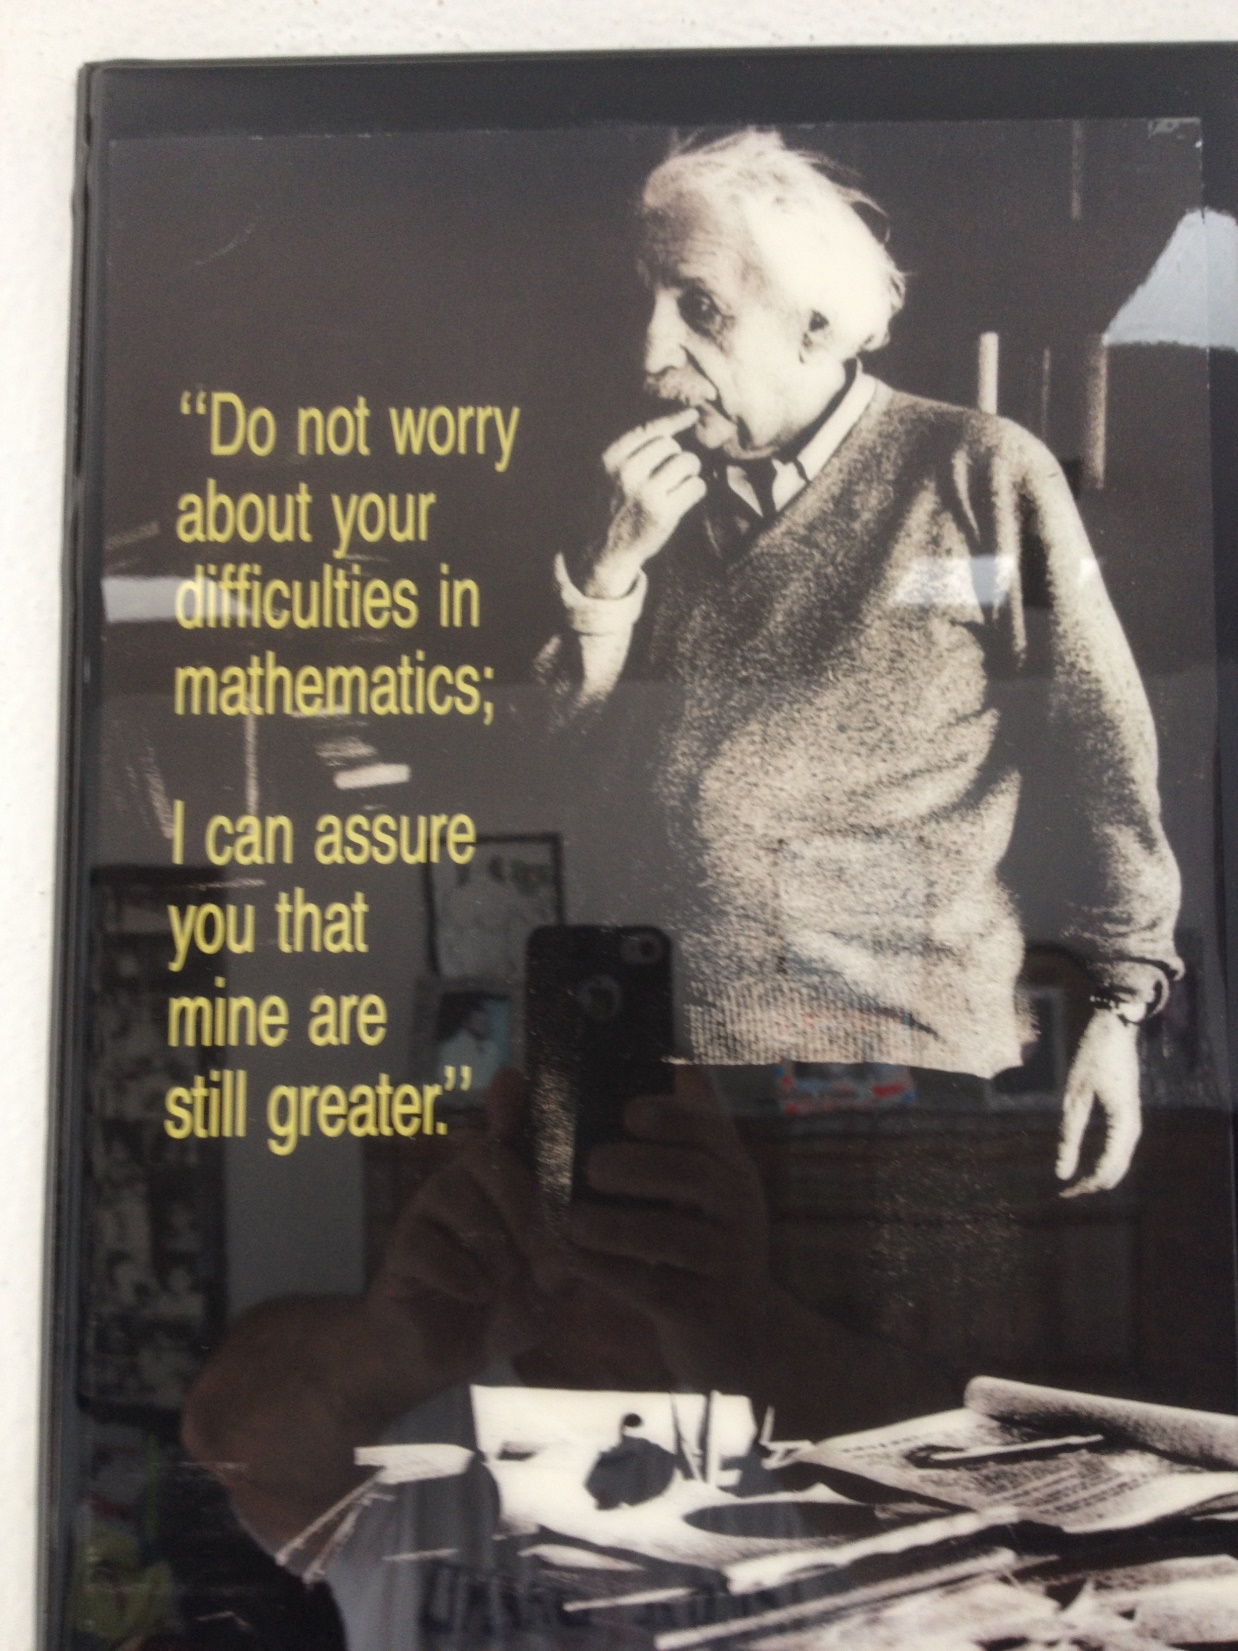 “Do not worry
about your
difficulties in
mathematics;
I can assure
you that
mine are
still greater.”